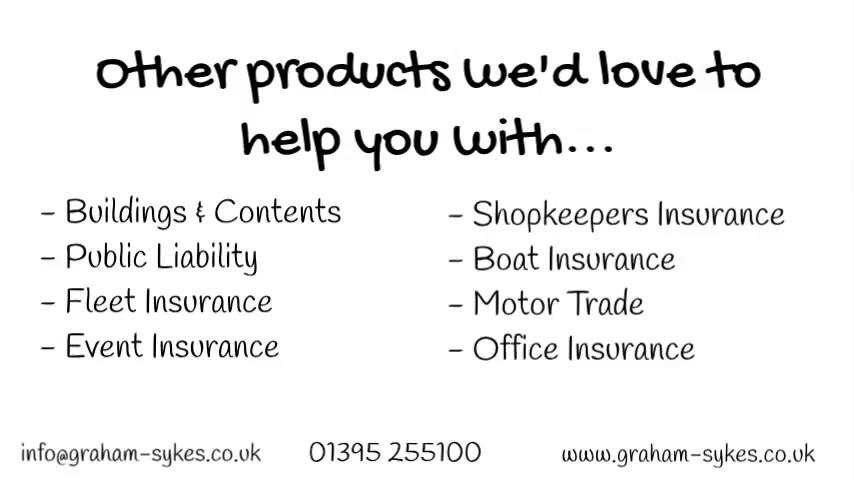 Other products we'd love to
help you with...
- Buildings & Contents
- Public Liability
- Fleet Insurance
- Event Insurance
- Shopkeepers Insurance
- Boat Insurance
- Motor Trade
- Office Insurance
info@graham-sykes.co.uk
01395 255100
www.graham-sykes.co.uk